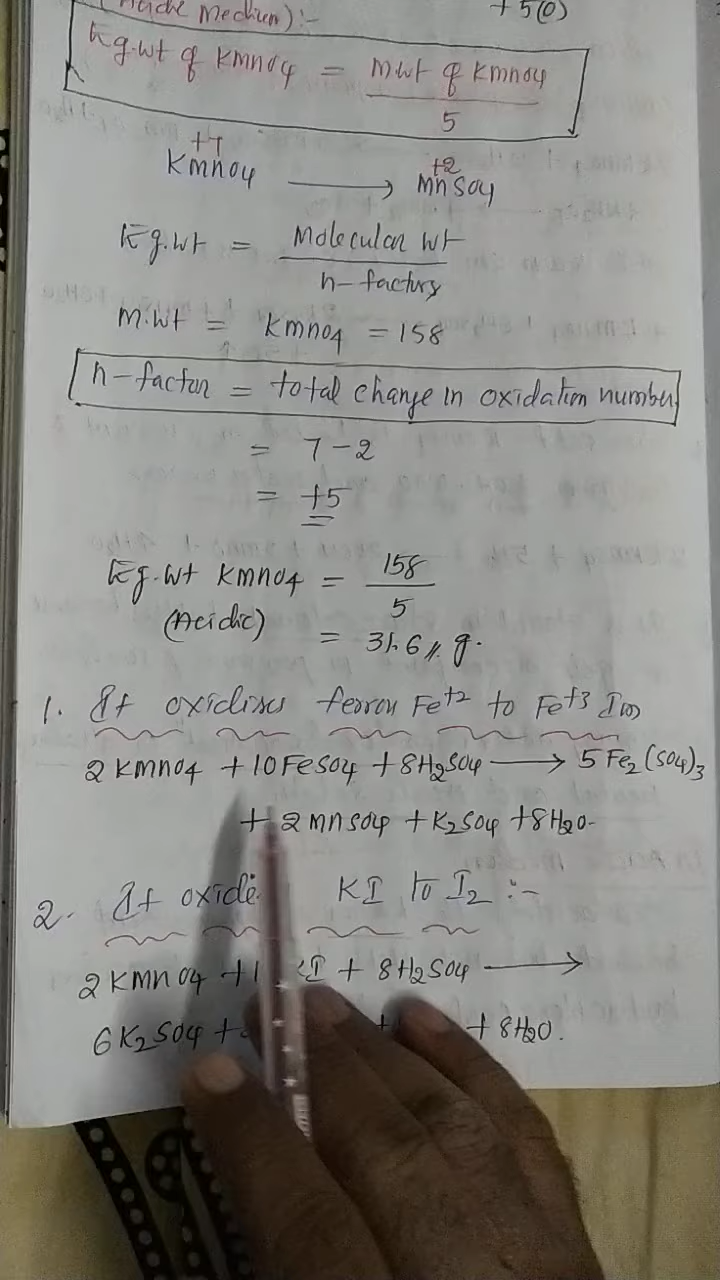 Medium):-
+5(0)
Eq.wt of KMnO4 = Mwt of KMnO4
5
+7
+2
KMnO4 ⟶ MnSO4
Eq.wt = Molecular wt
n-factors
M.wt = KMnO4 = 158
n-factor = total change in oxidation number
= 7-2
= +5
Eq.wt KMnO4 = 158
5
(Acidic)
= 31.6 g.
1. It oxidises ferrou Fe+2 to Fe+3 Ion
2KMnO4 +10FeSO4 +8H2SO4 ⟶ 5Fe2(SO4)3
+ 2MnSO4 +K2SO4 +8H2O-
2. It KI to I2 :-
2KMnO4 + + 8H2SO4 ⟶
6K2SO4 + + + 8H2O.